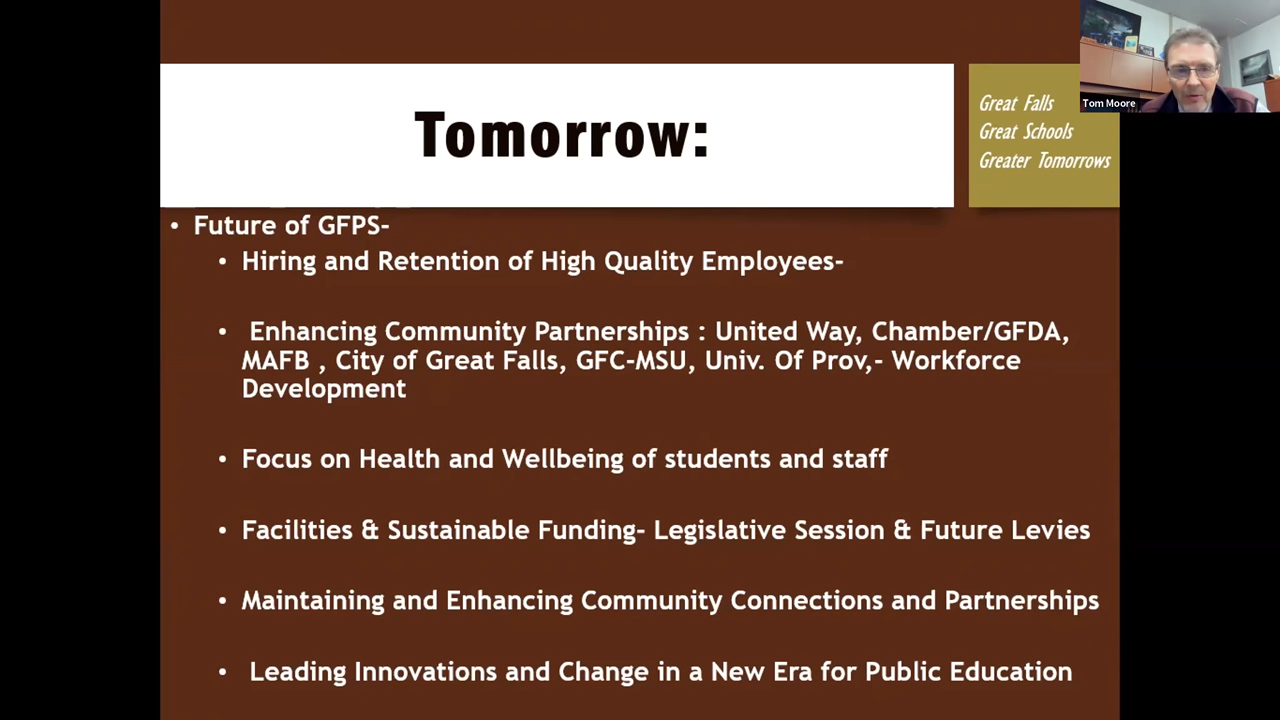 Tomorrow:
Great Falls
Great Schools
Greater Tomorrows
Tom Moore
• Future of GFPS-
• Hiring and Retention of High Quality Employees-
• Enhancing Community Partnerships : United Way, Chamber/GFDA,
MAFB , City of Great Falls, GFC-MSU, Univ. Of Prov,- Workforce
Development
• Focus on Health and Wellbeing of students and staff
• Facilities & Sustainable Funding- Legislative Session & Future Levies
• Maintaining and Enhancing Community Connections and Partnerships
• Leading Innovations and Change in a New Era for Public Education